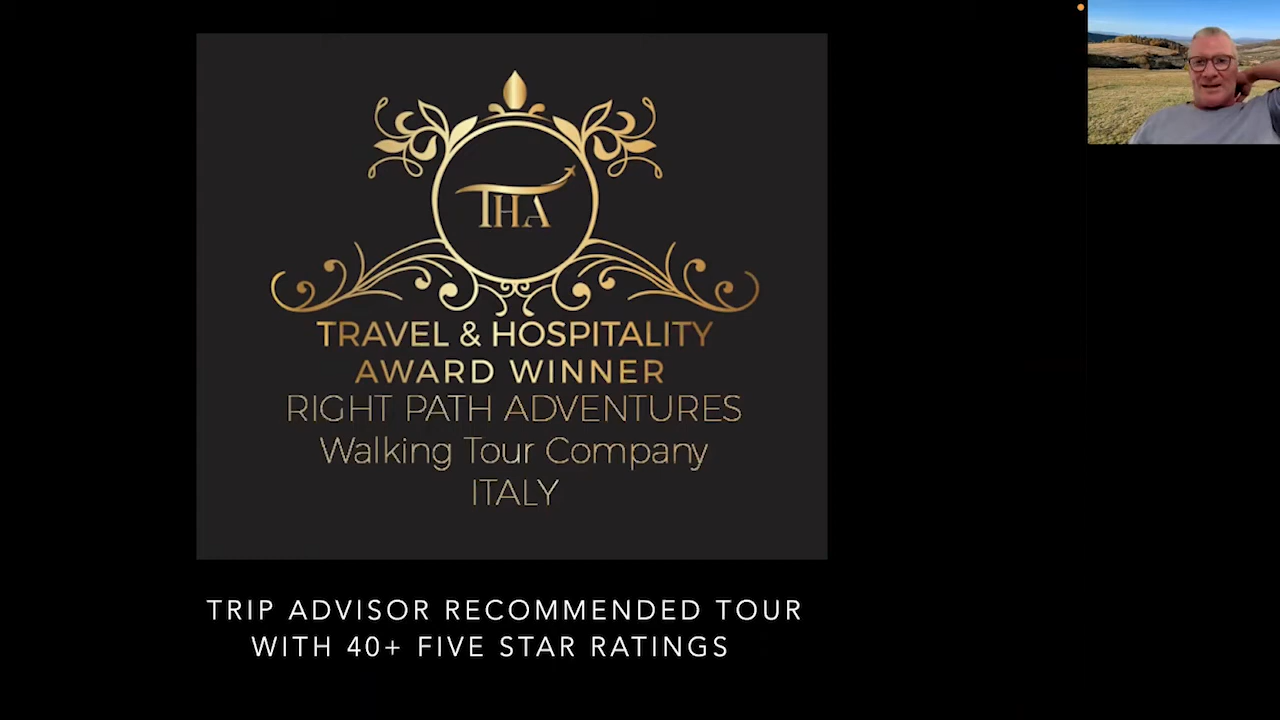 THA
TRAVEL & HOSPITALITY
AWARD WINNER
RIGHT PATH ADVENTURES
Walking Tour Company
ITALY
TRIP ADVISOR RECOMMENDED TOUR
WITH 40+ FIVE STAR RATINGS